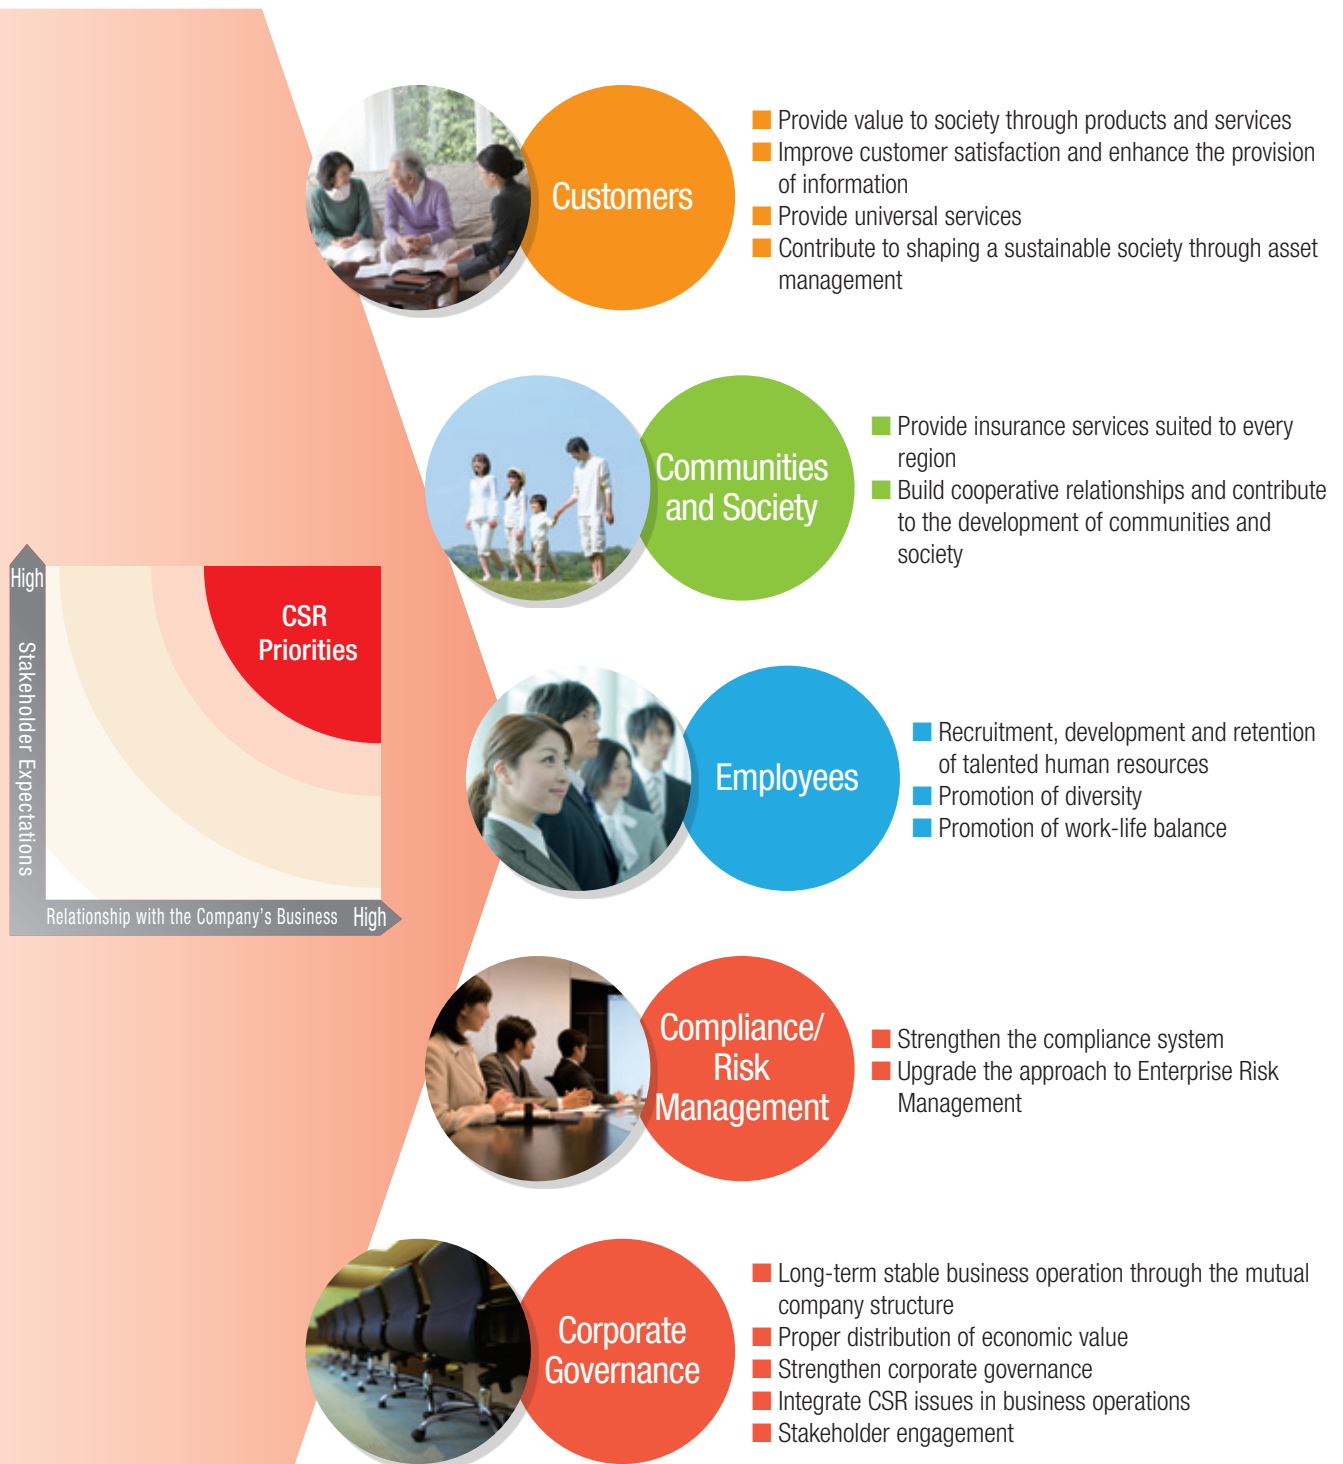 Customers
■ Provide value to society through products and services
■ Improve customer satisfaction and enhance the provision
of information
■ Provide universal services
■ Contribute to shaping a sustainable society through asset
management
Communities
and Society
■ Provide insurance services suited to every
region
■ Build cooperative relationships and contribute
to the development of communities and
society
High
Stakeholder Expectations
CSR
Priorities
Relationship with the Company's Business High
Employees
■ Recruitment, development and retention
of talented human resources
■ Promotion of diversity
■ Promotion of work-life balance
Compliance/
Risk
Management
■ Strengthen the compliance system
■ Upgrade the approach to Enterprise Risk
Management
Corporate
Governance
■ Long-term stable business operation through the mutual
company structure
■ Proper distribution of economic value
■ Strengthen corporate governance
■ Integrate CSR issues in business operations
■ Stakeholder engagement